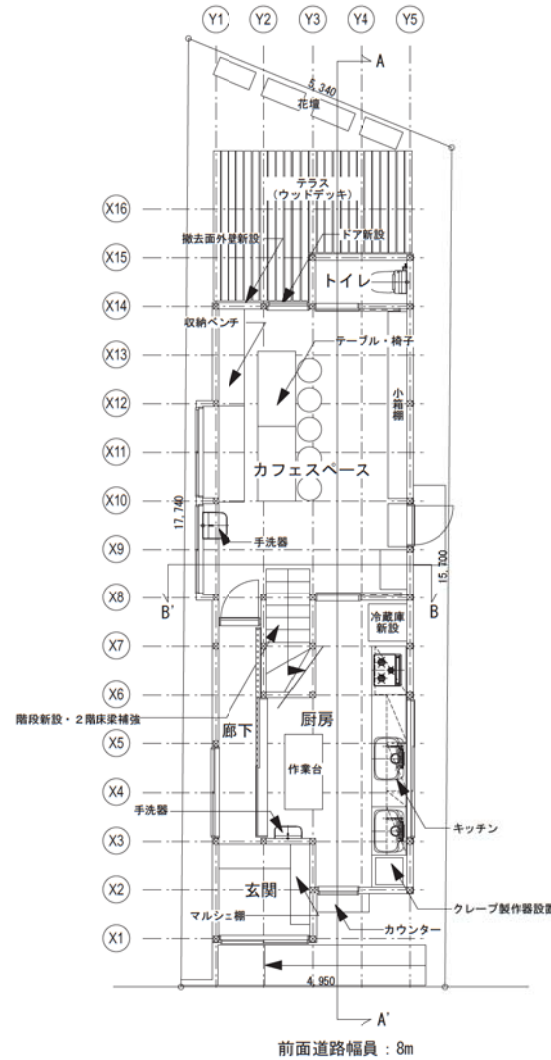 Y1 Y2 Y3 Y4 Y5
A
5,340
花壇
テラス
(ウッドデッキ)
X16
撤去面外壁新設
ドア新設
X15
トイレ
X14
収納ベンチ
テーブル・椅子
X13
X12
小箱棚
X11
カフェスペース
X10
17,740
手洗器
X9
15,700
X8
B'
B
冷蔵庫
新設
X7
X6
階段新設・２階床梁補強
厨房
廊下
X5
作業台
X4
手洗器
キッチン
X3
玄関
X2
クレープ製作器設置
マルシェ棚
カウンター
X1
4,950
A'
前面道路幅員：8m